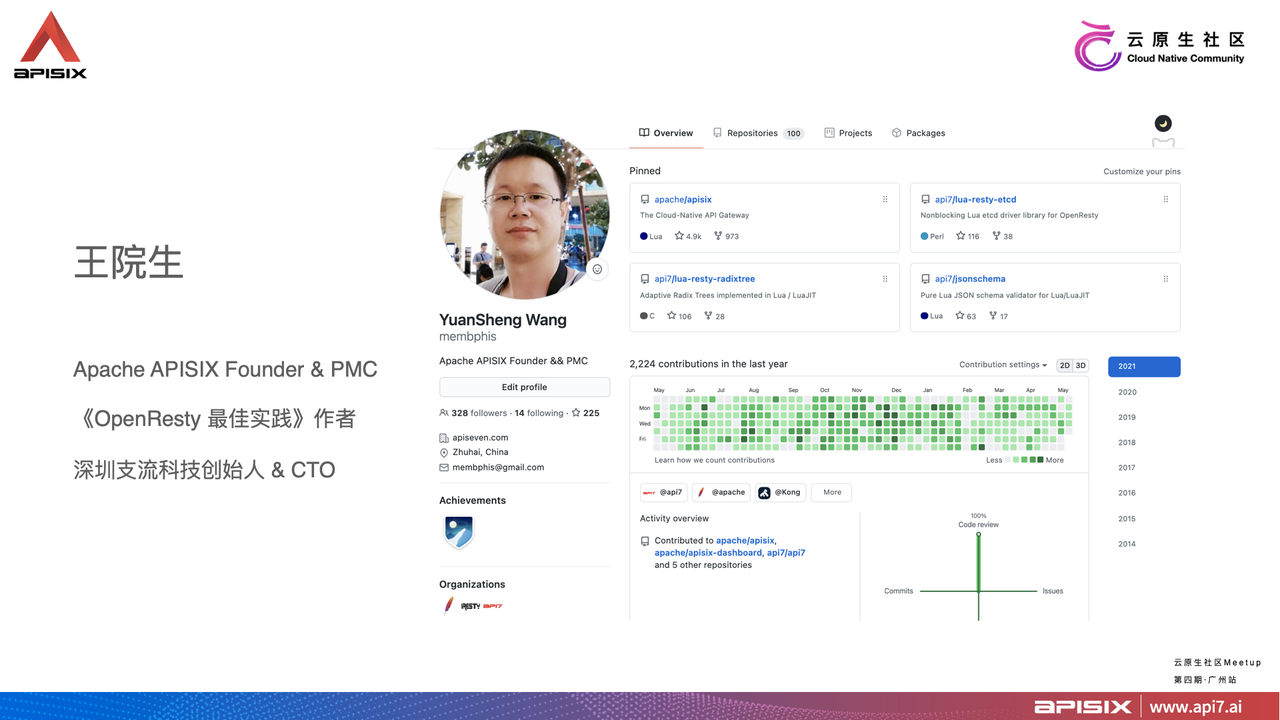 APISIX
云原生社区
Cloud Native Community
王院生
Apache APISIX Founder & PMC
《OpenResty 最佳实践》作者
深圳支流科技创始人 & CTO
YuanSheng Wang
membphis
Apache APISIX Founder && PMC
Edit profile
328 followers · 14 following · 225
apiseven.com
Zhuhai, China
membphis@gmail.com
Achievements
Organizations
RESTY API7
Overview Repositories 100 Projects Packages
Pinned Customize your pins
apache/apisix
The Cloud-Native API Gateway
Lua 4.9k 973
api7/lua-resty-etcd
Nonblocking Lua etcd driver library for OpenResty
Perl 116 38
api7/lua-resty-radixtree
Adaptive Radix Trees implemented in Lua / LuaJIT
C 106 28
api7/jsonschema
Pure Lua JSON schema validator for Lua/LuaJIT
Lua 63 17
2,224 contributions in the last year Contribution settings 2D 3D
May Jun Jul Aug Sep Oct Nov Dec Jan Feb Mar Apr May
Mon
Wed
Fri
Learn how we count contributions Less More
@api7 @apache @Kong More
Activity overview
Contributed to apache/apisix,
apache/apisix-dashboard, api7/api7
and 5 other repositories
100%
Code review
Commits Issues
2021
2020
2019
2018
2017
2016
2015
2014
云原生社区Meetup
第四期·广州站
APISIX www.api7.ai